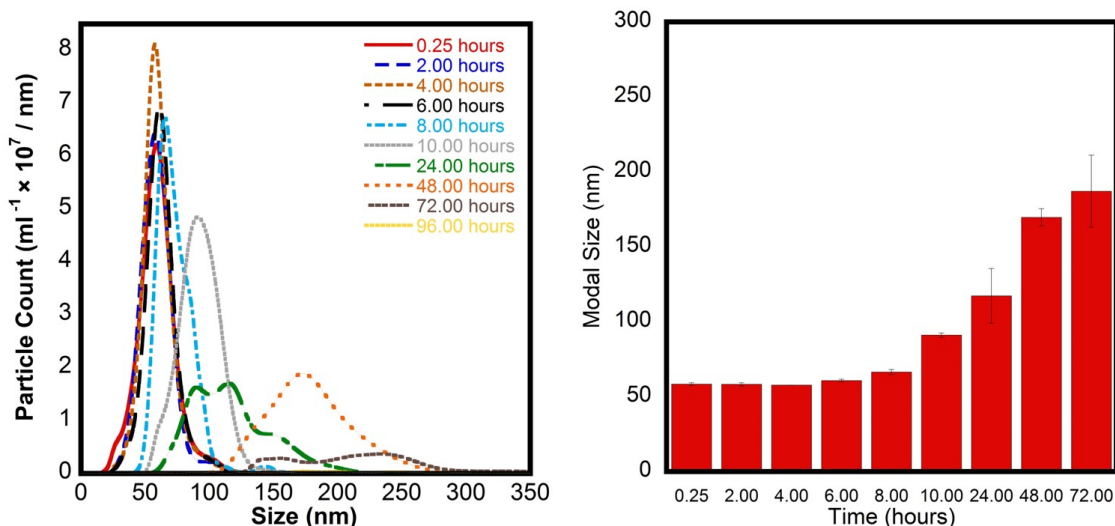 Particle Count (ml⁻¹ × 10⁷ / nm)
8
7
6
5
4
3
2
1
0
0.25 hours
2.00 hours
4.00 hours
6.00 hours
8.00 hours
10.00 hours
24.00 hours
48.00 hours
72.00 hours
96.00 hours
0 50 100 150 200 250 300 350
Size (nm)
Modal Size (nm)
300
250
200
150
100
50
0
0.25 2.00 4.00 6.00 8.00 10.00 24.00 48.00 72.00
Time (hours)